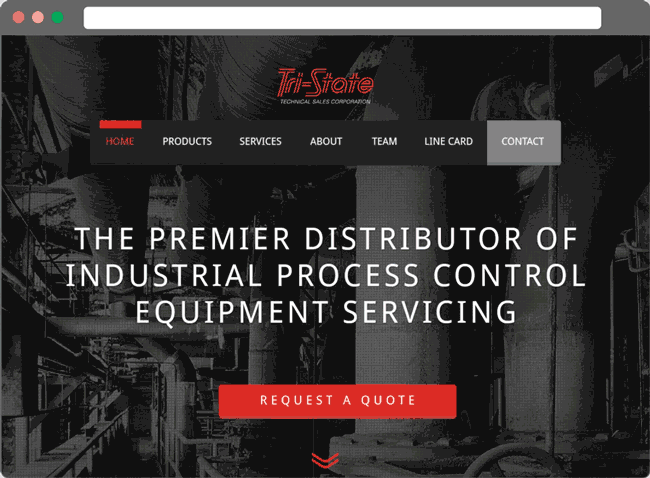 Tri-State
TECHNICAL SALES CORPORATION
HOME PRODUCTS SERVICES ABOUT TEAM LINE CARD CONTACT
THE PREMIER DISTRIBUTOR OF
INDUSTRIAL PROCESS CONTROL
EQUIPMENT SERVICING
REQUEST A QUOTE